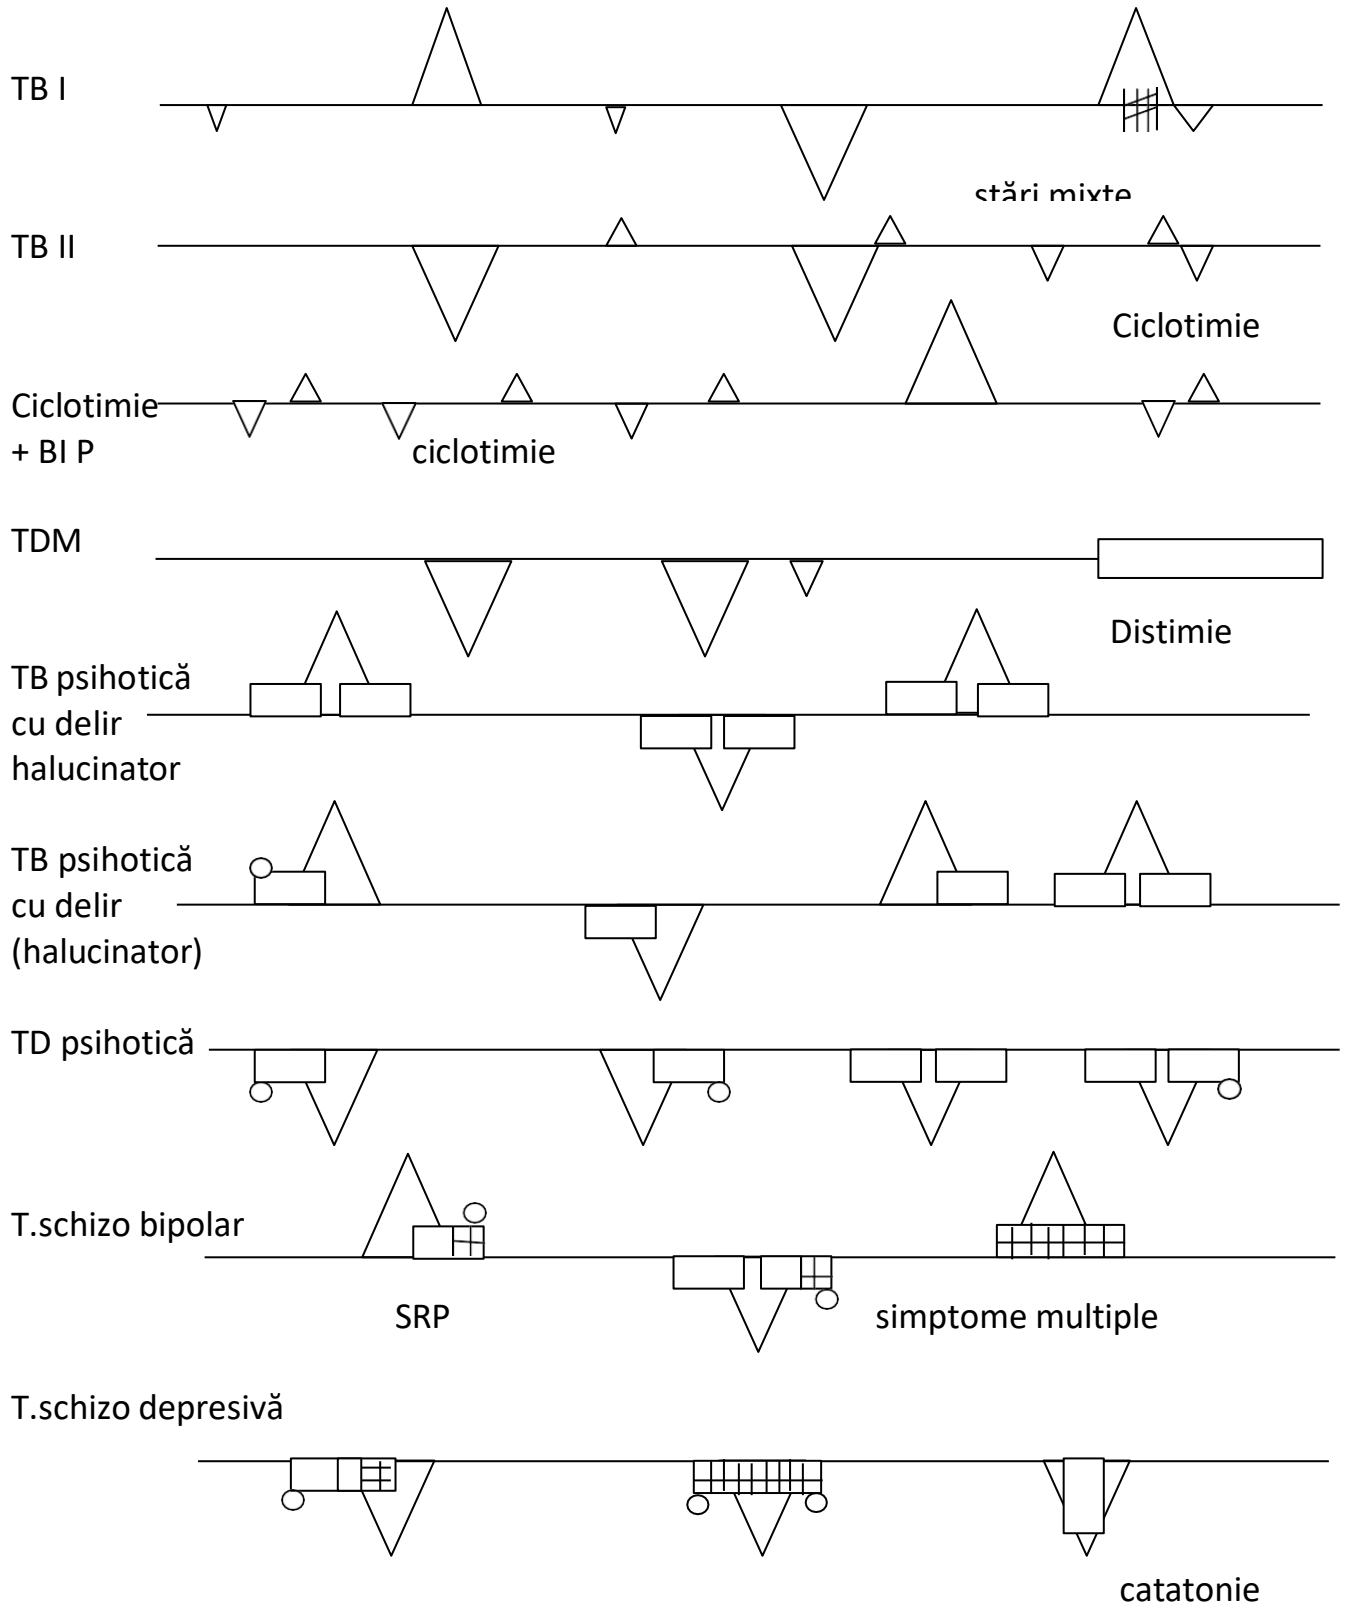 TB I
stări mixte
TB II
Ciclotimie
Ciclotimie
+ BI P
ciclotimie
TDM
Distimie
TB psihotică
cu delir
halucinator
TB psihotică
cu delir
(halucinator)
TD psihotică
T.schizo bipolar
SRP
simptome multiple
T.schizo depresivă
catatonie